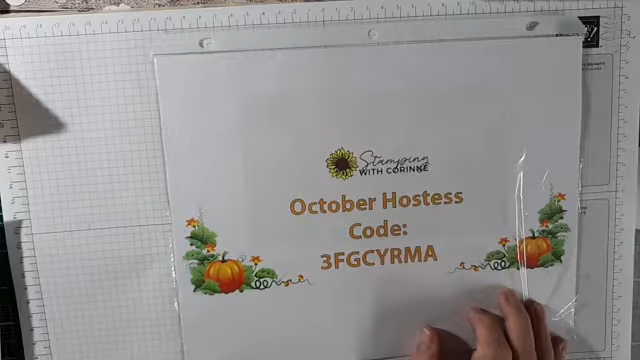 Stamping
WITH CORINNE
October Hostess
Code:
3FGCYRMA